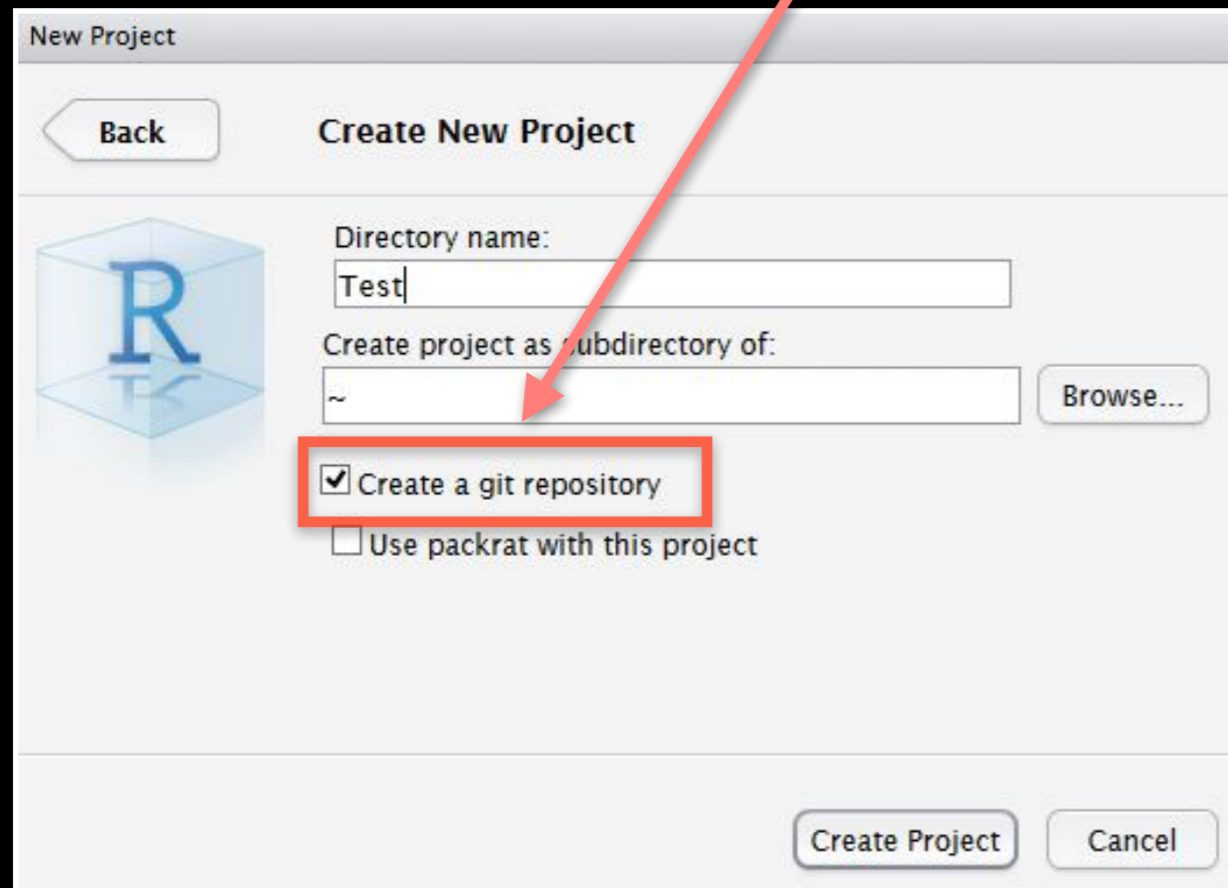 New Project
Back
Create New Project
R
Directory name:
Test
Create project as subdirectory of:
~
Browse...
Create a git repository
Use packrat with this project
Create Project
Cancel